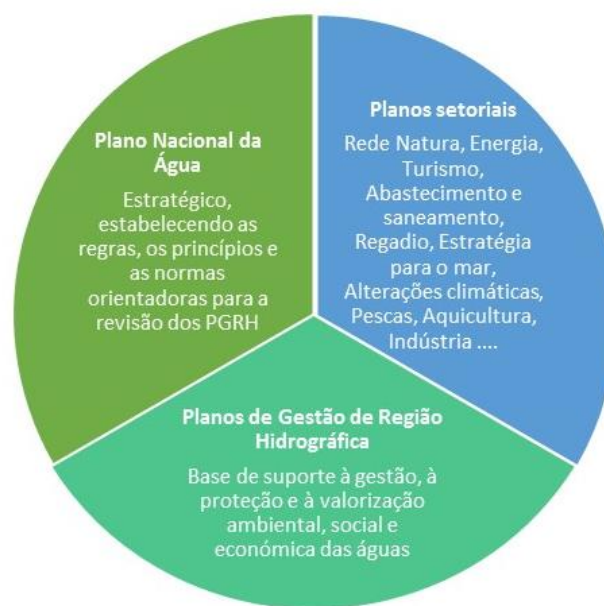 Plano Nacional da
Água
Estratégico,
estabelecendo as
regras, os princípios e
as normas
orientadoras para a
revisão dos PGRH
Planos setoriais
Rede Natura, Energia,
Turismo,
Abastecimento e
saneamento,
Regadio, Estratégia
para o mar,
Alterações climáticas,
Pescas, Aquicultura,
Indústria ....
Planos de Gestão de Região
Hidrográfica
Base de suporte à gestão, à
proteção e à valorização
ambiental, social e
económica das águas